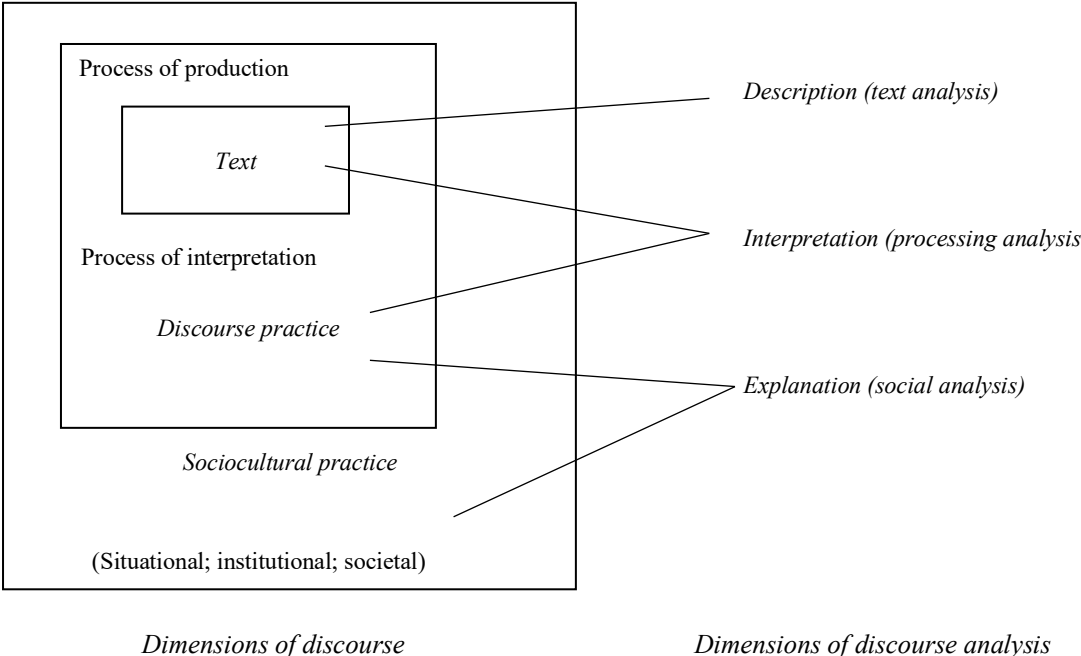 Process of production
Description (text analysis)
Text
Interpretation (processing analysis
Process of interpretation
Discourse practice
Explanation (social analysis)
Sociocultural practice
(Situational; institutional; societal)
Dimensions of discourse
Dimensions of discourse analysis